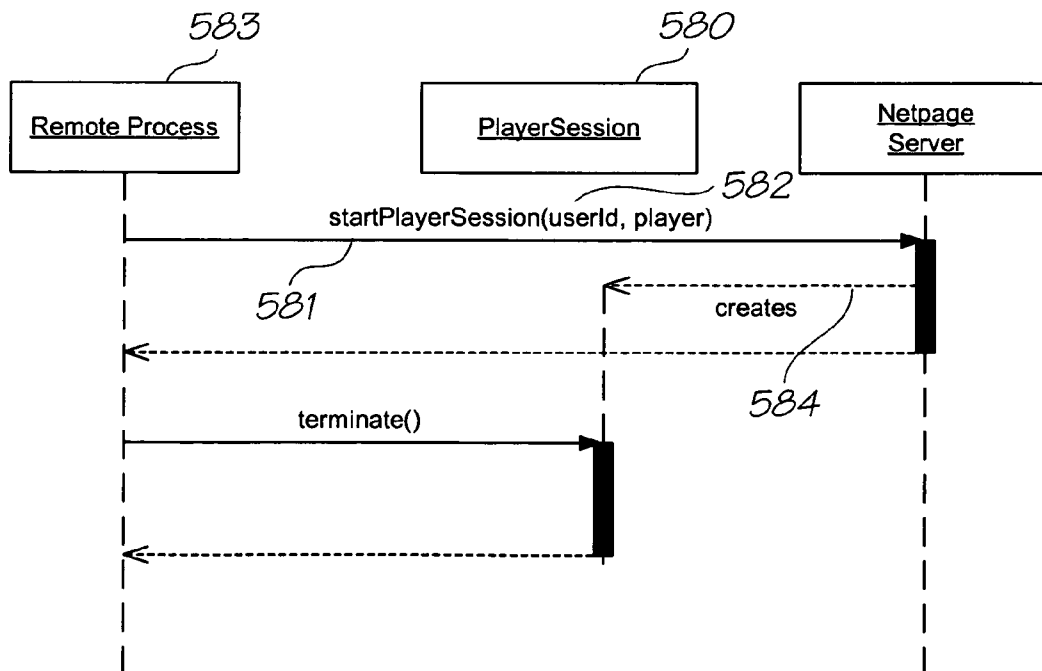 583
580
Remote Process
PlayerSession
Netpage
Server
582
startPlayerSession(userId, player)
581
creates
584
terminate()